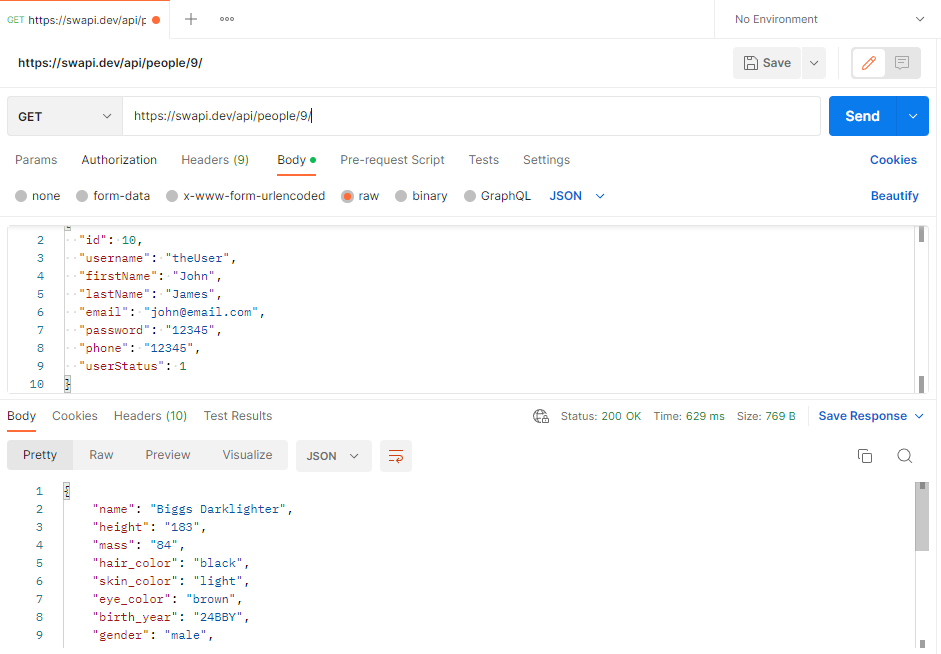 GET https://swapi.dev/api/p
No Environment
https://swapi.dev/api/people/9/
Save
GET https://swapi.dev/api/people/9/ Send
Params Authorization Headers (9) Body Pre-request Script Tests Settings Cookies
none form-data x-www-form-urlencoded raw binary GraphQL JSON Beautify
2 "id": 10,
3 "username": "theUser",
4 "firstName": "John",
5 "lastName": "James",
6 "email": "john@email.com",
7 "password": "12345",
8 "phone": "12345",
9 "userStatus": 1
10 }
Body Cookies Headers (10) Test Results Status: 200 OK Time: 629 ms Size: 769 B Save Response
Pretty Raw Preview Visualize JSON
1 {
2 "name": "Biggs Darklighter",
3 "height": "183",
4 "mass": "84",
5 "hair_color": "black",
6 "skin_color": "light",
7 "eye_color": "brown",
8 "birth_year": "24BBY",
9 "gender": "male",